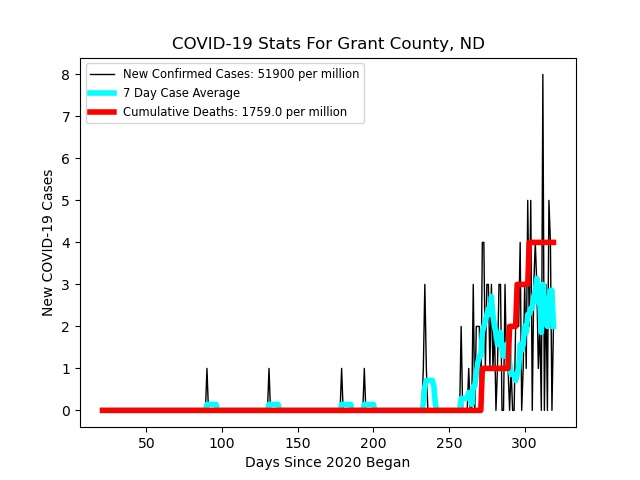 COVID-19 Stats For Grant County, ND
New Confirmed Cases: 51900 per million
7 Day Case Average
Cumulative Deaths: 1759.0 per million
New COVID-19 Cases
8
7
6
5
4
3
2
1
0
50 100 150 200 250 300
Days Since 2020 Began